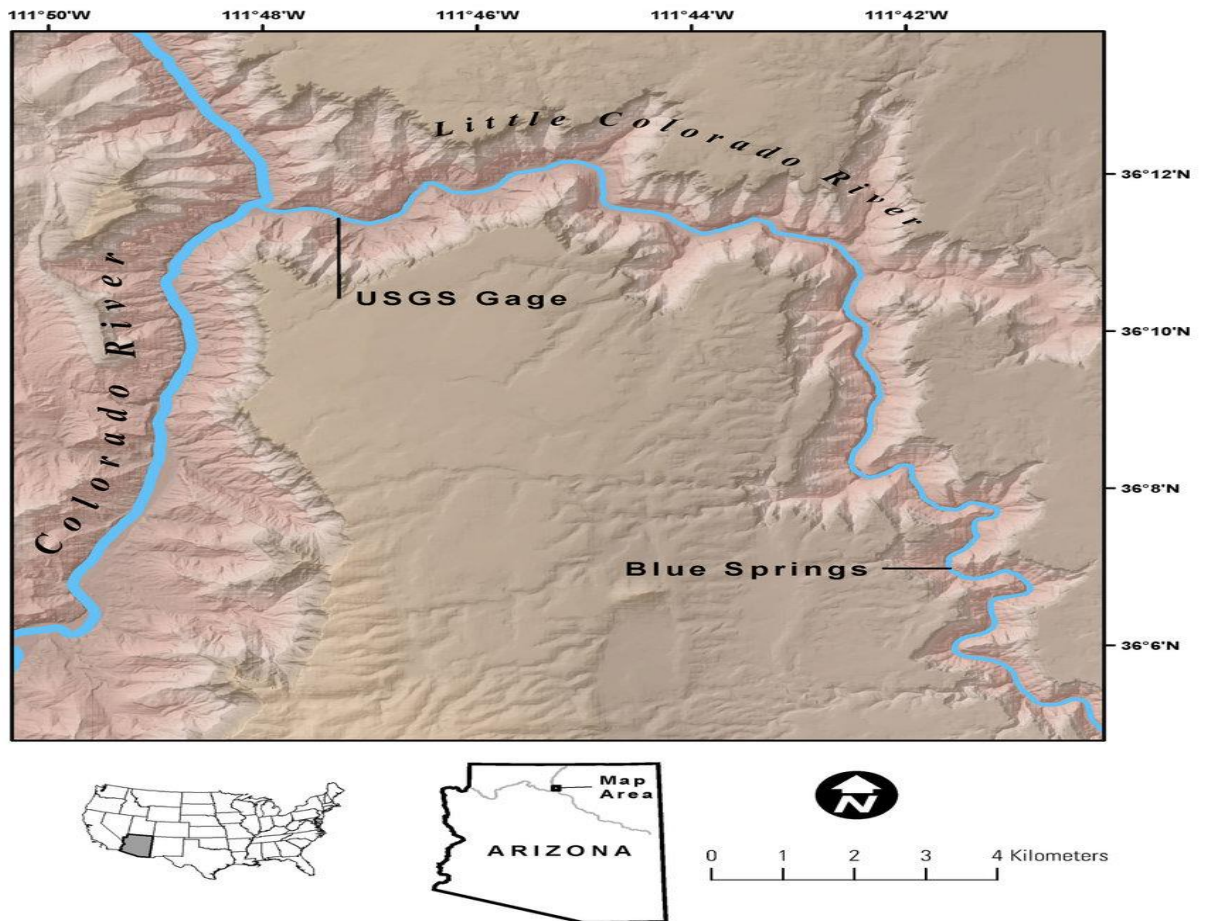 111°50'W 111°48'W 111°46'W 111°44'W 111°42'W
Little Colorado River
36°12'N
Colorado River
USGS Gage
36°10'N
36°8'N
Blue Springs
36°6'N
Map
Area
ARIZONA
N
0 1 2 3 4 Kilometers